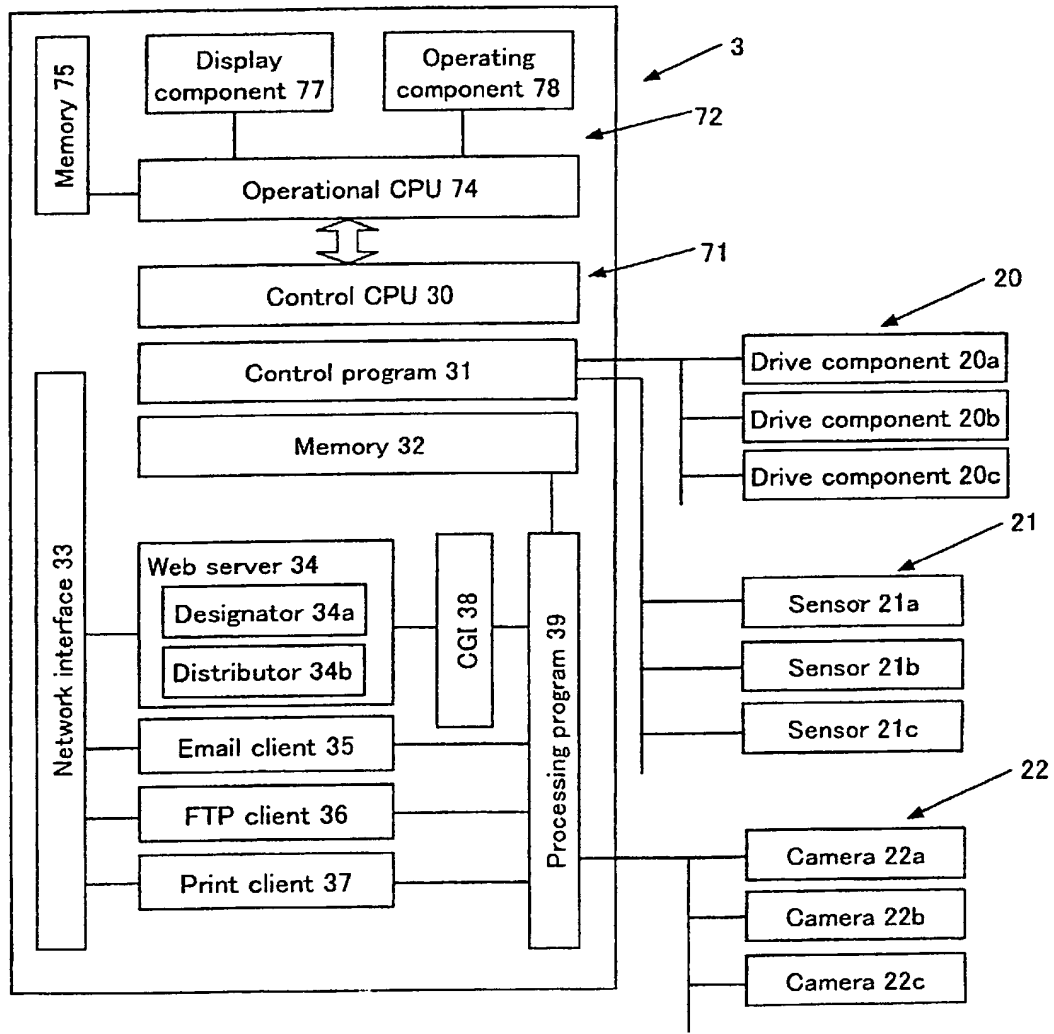 3
Memory 75
Display
component 77
Operating
component 78
72
Operational CPU 74
71
Control CPU 30
20
Control program 31
Drive component 20a
Drive component 20b
Memory 32
Drive component 20c
21
Network interface 33
Web server 34
Designator 34a
Distributor 34b
CGI 38
Processing program 39
Sensor 21a
Sensor 21b
Sensor 21c
Email client 35
22
FTP client 36
Print client 37
Camera 22a
Camera 22b
Camera 22c